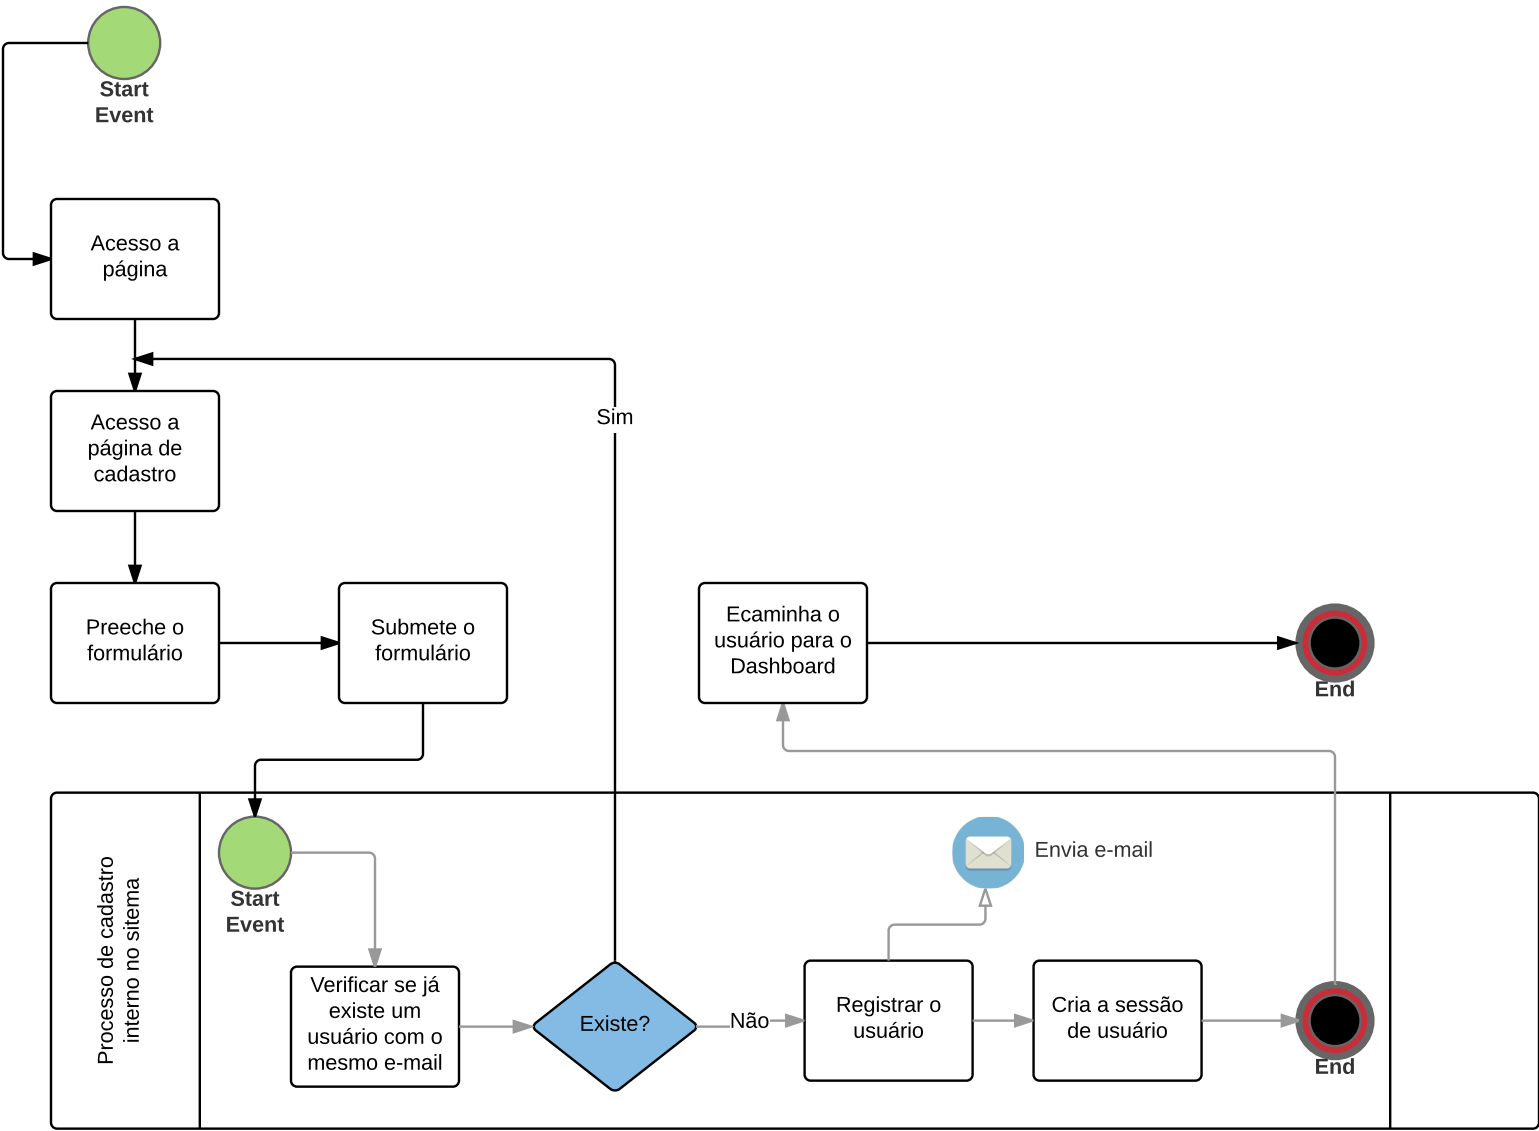 Start
Event
Acesso a
página
Sim
Acesso a
página de
cadastro
Preeche o
formulário
Submete o
formulário
Ecaminha o
usuário para o
Dashboard
End
Processo de cadastro
interno no sitema
Start
Event
Envia e-mail
Verificar se já
existe um
usuário com o
mesmo e-mail
Existe?
Não
Registrar o
usuário
Cria a sessão
de usuário
End